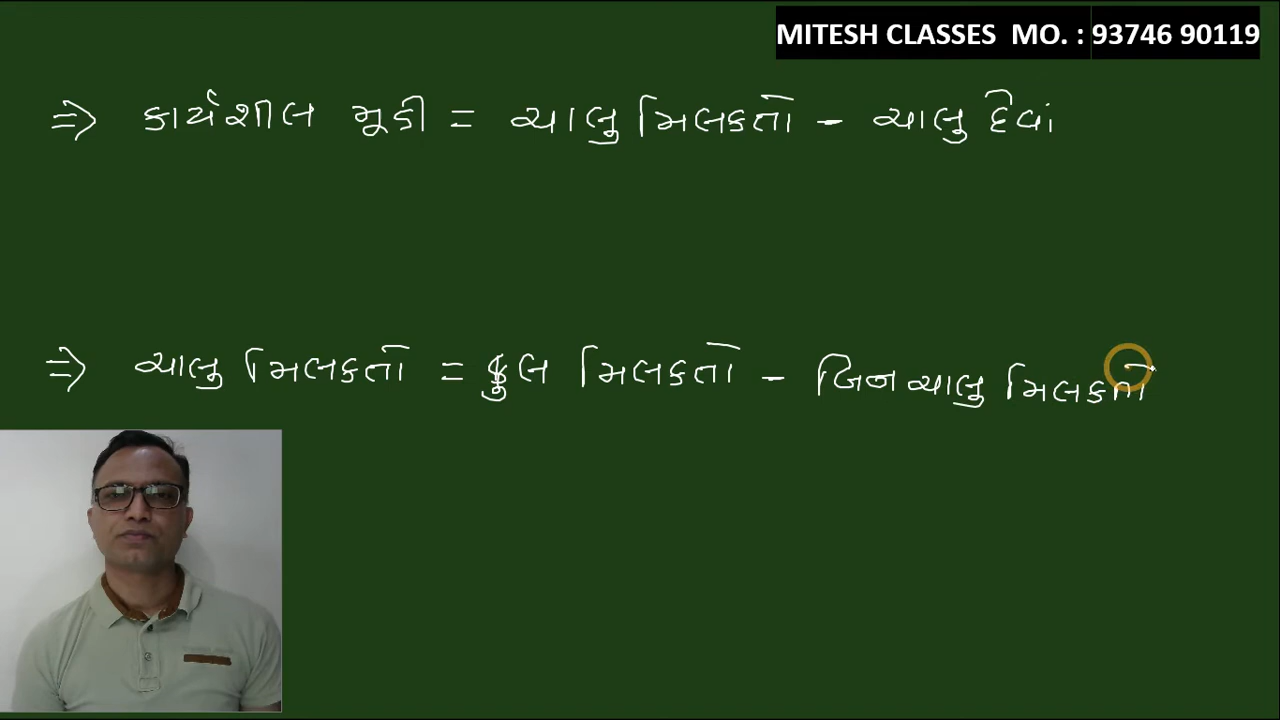 MITESH CLASSES MO. : 93746 90119
⇒ કાર્યશીલ મૂડી = ચાલુ મિલકતો - ચાલુ દેવાં
⇒ ચાલુ મિલકતો = કુલ મિલકતો - બિનચાલુ મિલકતો